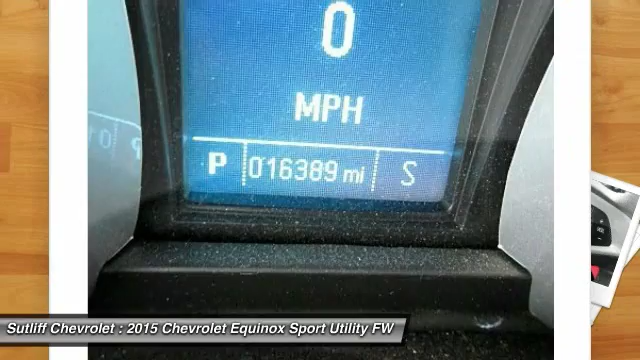 0
MPH
P 016389 mi S
Sutliff Chevrolet : 2015 Chevrolet Equinox Sport Utility FW